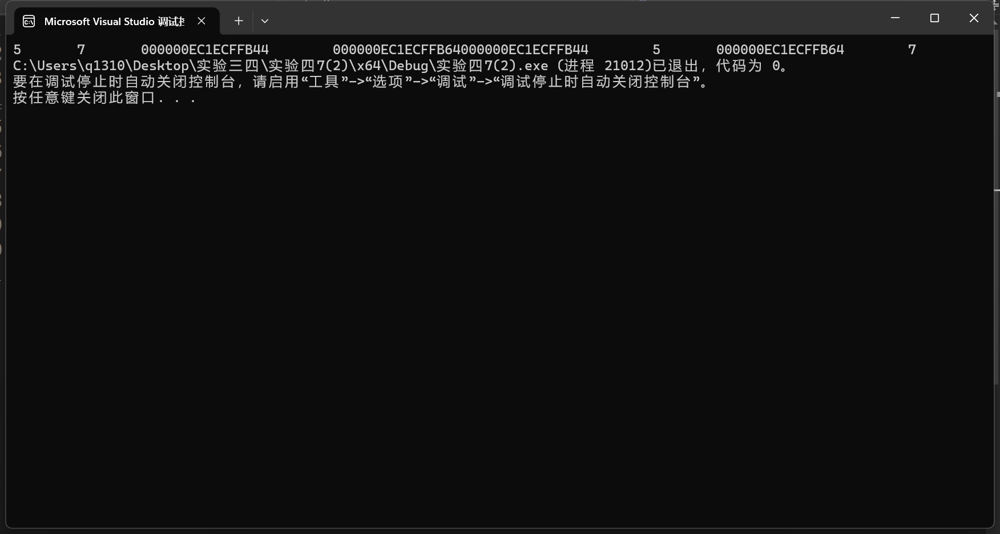 Microsoft Visual Studio 调试
5 7 000000EC1ECFFB44 000000EC1ECFFB64000000EC1ECFFB44 5 000000EC1ECFFB64 7
C:\Users\q1310\Desktop\实验三四\实验四7(2)\x64\Debug\实验四7(2).exe (进程 21012)已退出，代码为 0。
要在调试停止时自动关闭控制台，请启用“工具”->“选项”->“调试”->“调试停止时自动关闭控制台”。
按任意键关闭此窗口. . .